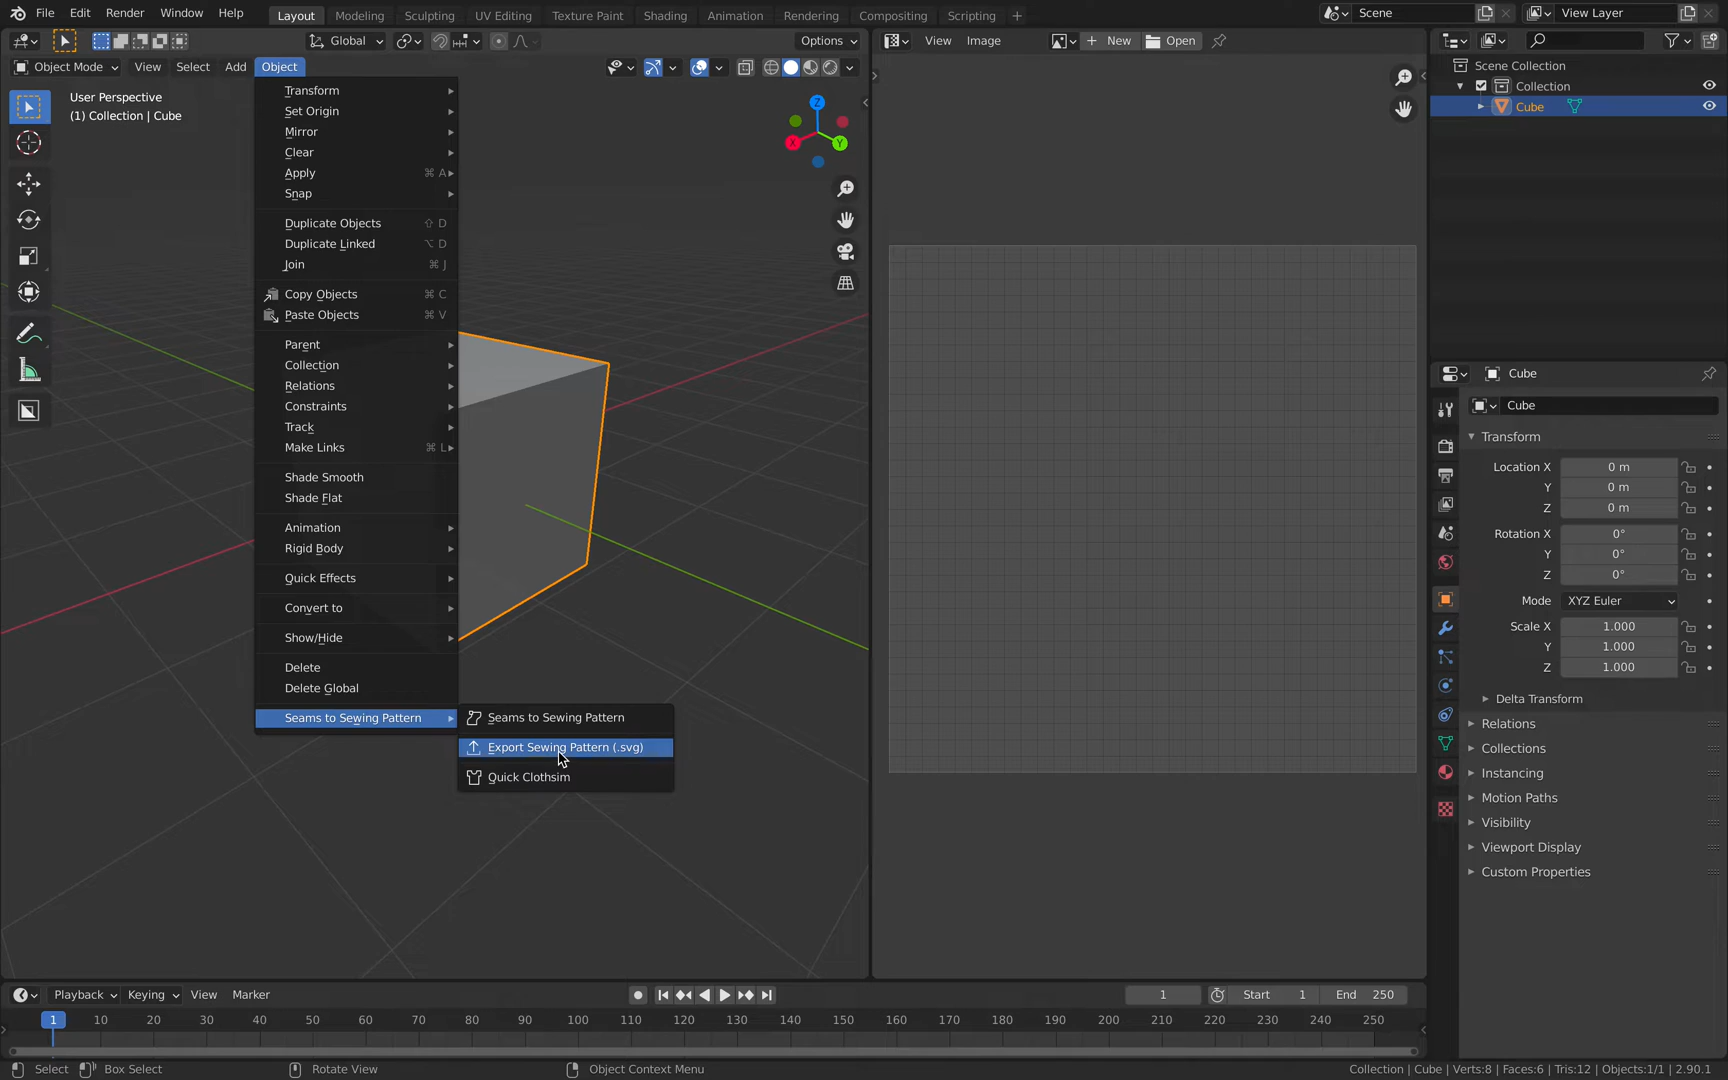 File Edit Render Window Help Layout Modeling Sculpting UV Editing Texture Paint Shading Animation Rendering Compositing Scripting + Scene View Layer
Global Options View Image New Open
Object Mode View Select Add Object
User Perspective
(1) Collection | Cube
Z
X
Y
Transform
Set Origin
Mirror
Clear
Apply ⌘ A
Snap
Duplicate Objects ⇧ D
Duplicate Linked ⌥ D
Join ⌘ J
Copy Objects ⌘ C
Paste Objects ⌘ V
Parent
Collection
Relations
Constraints
Track
Make Links ⌘ L
Shade Smooth
Shade Flat
Animation
Rigid Body
Quick Effects
Convert to
Show/Hide
Delete
Delete Global
Seams to Sewing Pattern
Seams to Sewing Pattern
Export Sewing Pattern (.svg)
Quick Clothsim
Scene Collection
Collection
Cube
Cube
Cube
Transform
Location X 0 m
Y 0 m
Z 0 m
Rotation X 0°
Y 0°
Z 0°
Mode XYZ Euler
Scale X 1.000
Y 1.000
Z 1.000
Delta Transform
Relations
Collections
Instancing
Motion Paths
Visibility
Viewport Display
Custom Properties
Playback Keying View Marker 1 Start 1 End 250
1 10 20 30 40 50 60 70 80 90 100 110 120 130 140 150 160 170 180 190 200 210 220 230 240 250
Select Box Select Rotate View Object Context Menu Collection | Cube | Verts:8 | Faces:6 | Tris:12 | Objects:1/1 | 2.90.1